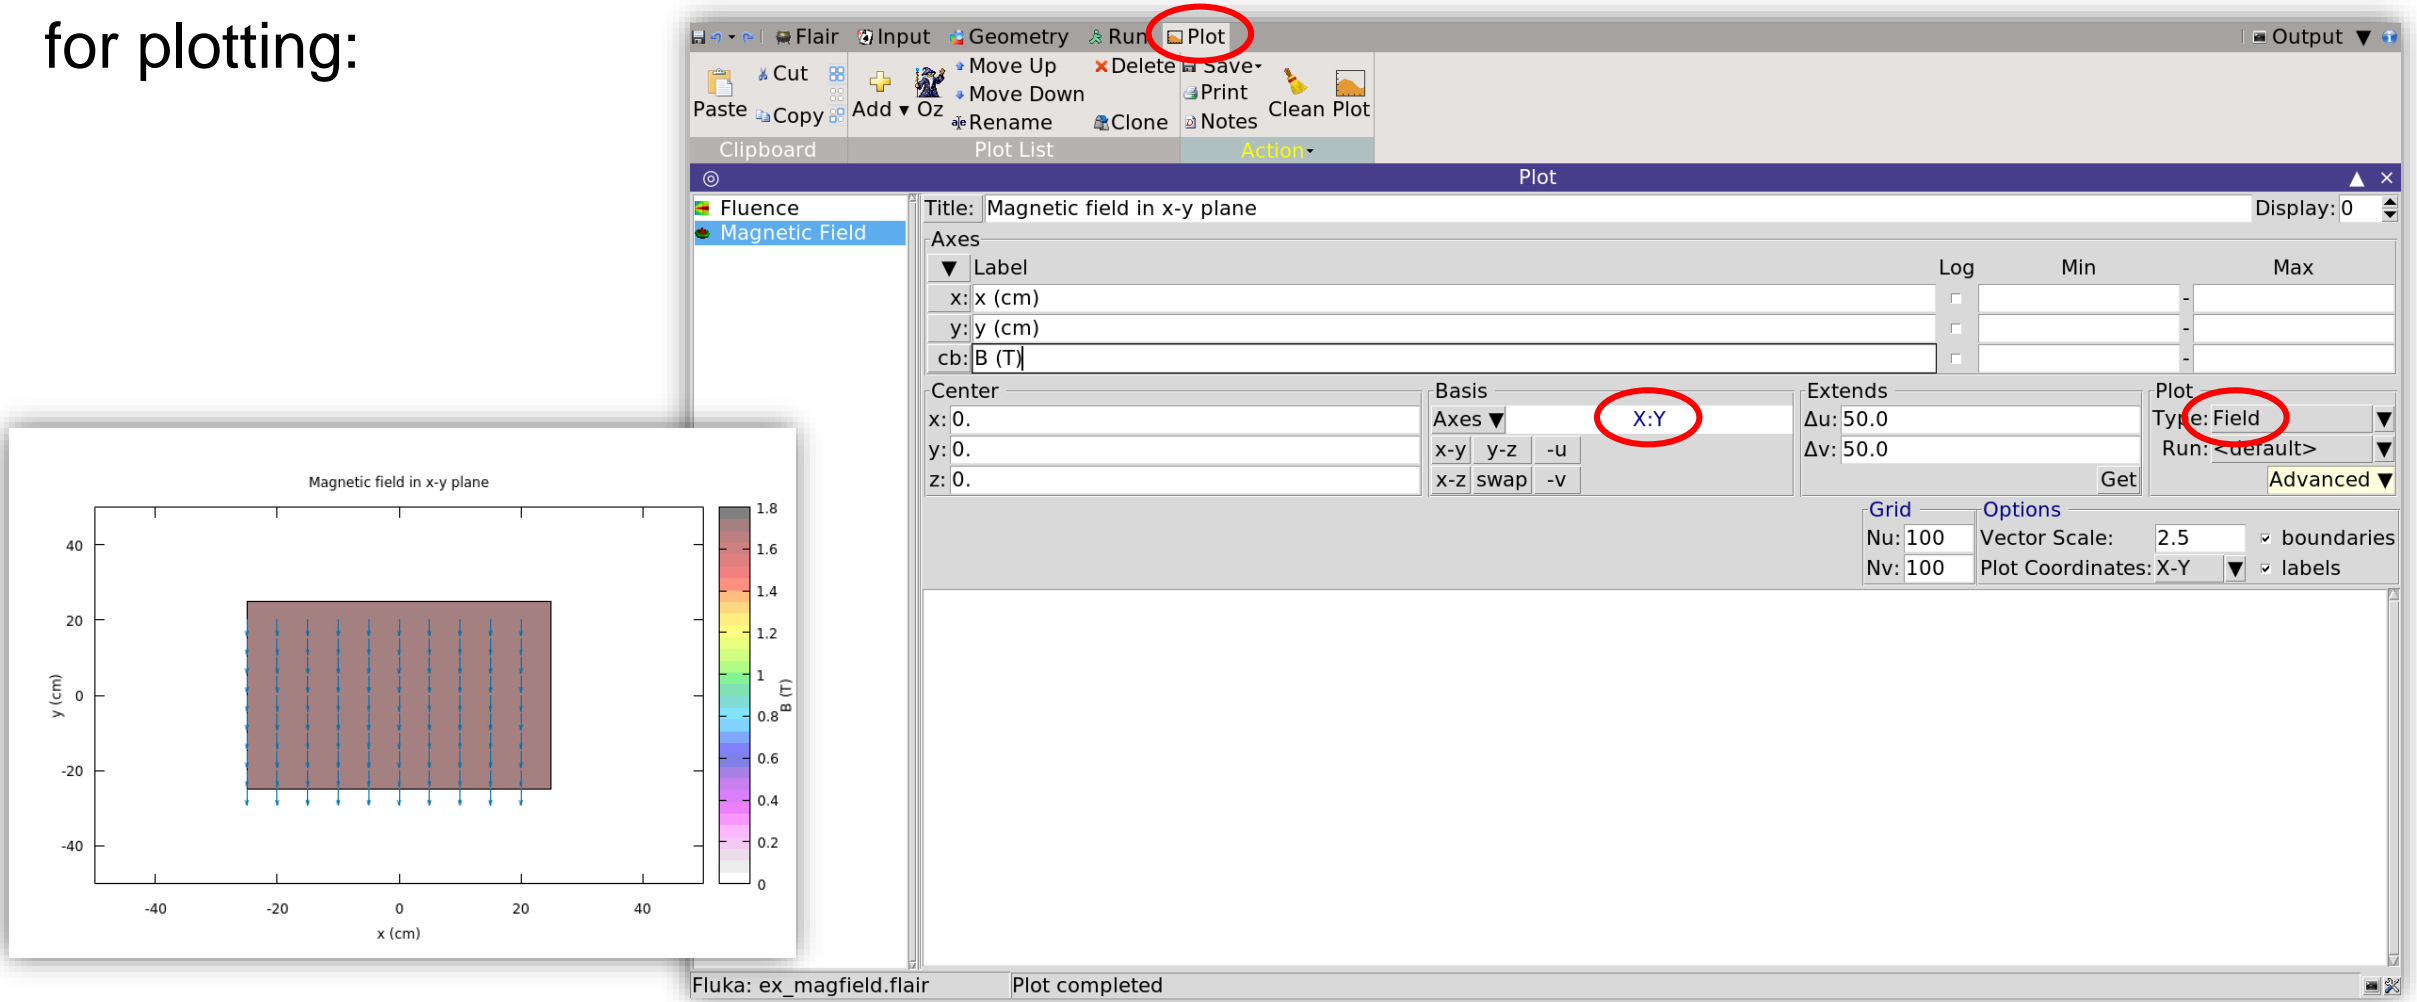 for plotting:
Flair Input Geometry Run Plot Output
Paste Cut Copy Add Oz Move Up Delete Save
Move Down Print Clean Plot
Rename Clone Notes
Clipboard Plot List Action
Plot
Fluence
Magnetic Field
Title: Magnetic field in x-y plane Display: 0
Axes
Label Log Min Max
x: x (cm) -
y: y (cm) -
cb: B (T) -
Center Basis Extends Plot
x: 0. Axes X:Y Δu: 50.0 Type: Field
y: 0. x-y y-z -u Δv: 50.0 Run: <default>
z: 0. x-z swap -v Get Advanced
Grid Options
Nu: 100 Vector Scale: 2.5 boundaries
Nv: 100 Plot Coordinates: X-Y labels
Fluka: ex_magfield.flair Plot completed
Magnetic field in x-y plane
40
20
0
-20
-40
y (cm)
-40 -20 0 20 40
x (cm)
1.8
1.6
1.4
1.2
1
0.8
0.6
0.4
0.2
0
B (T)